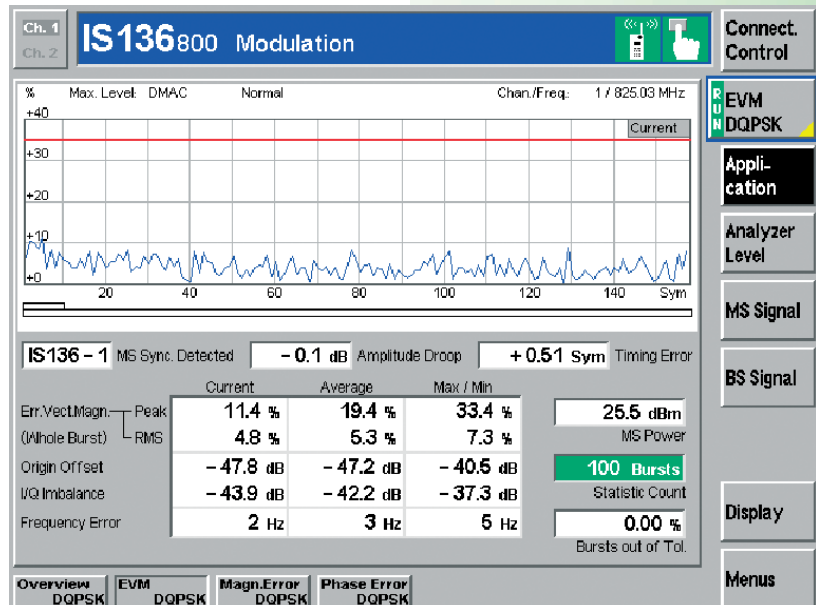 Ch. 1
Ch. 2
IS136800 Modulation
Connect.
Control
% Max. Level: DMAC Normal Chan./Freq.: 1 / 825.03 MHz
RUN
EVM
DQPSK
+40
Current
+30
Appli-
cation
+20
Analyzer
Level
+10
+0
20 40 60 80 100 120 140 Sym
MS Signal
IS136 – 1 MS Sync. Detected – 0.1 dB Amplitude Droop + 0.51 Sym Timing Error
BS Signal
Current Average Max / Min
Err.Vect.Magn. Peak 11.4 % 19.4 % 33.4 % 25.5 dBm
(Whole Burst) RMS 4.8 % 5.3 % 7.3 % MS Power
Origin Offset – 47.8 dB – 47.2 dB – 40.5 dB 100 Bursts
I/Q Imbalance – 43.9 dB – 42.2 dB – 37.3 dB Statistic Count
Frequency Error 2 Hz 3 Hz 5 Hz 0.00 %
Bursts out of Tol.
Display
Overview
DQPSK
EVM
DQPSK
Magn.Error
DQPSK
Phase Error
DQPSK
Menus